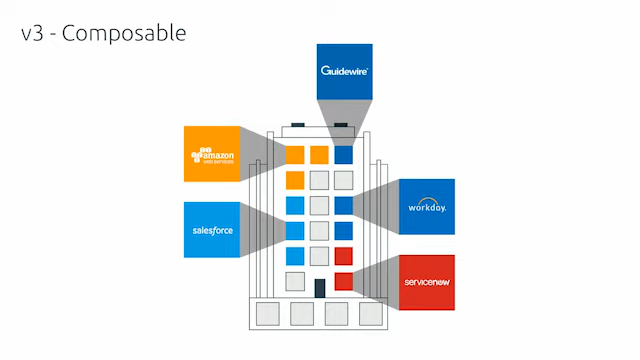 v3 - Composable
Guidewire
amazon
web services
workday.
salesforce
servicenow